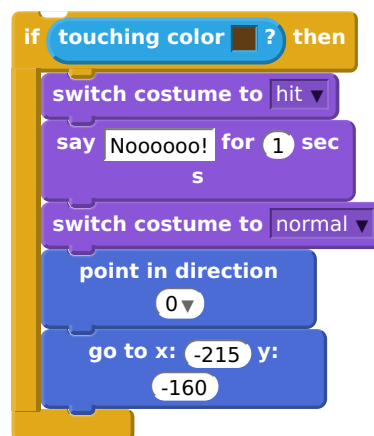 if touching color ? then
switch costume to hit
say Noooooo! for 1 sec
s
switch costume to normal
point in direction
0
go to x: -215 y:
-160